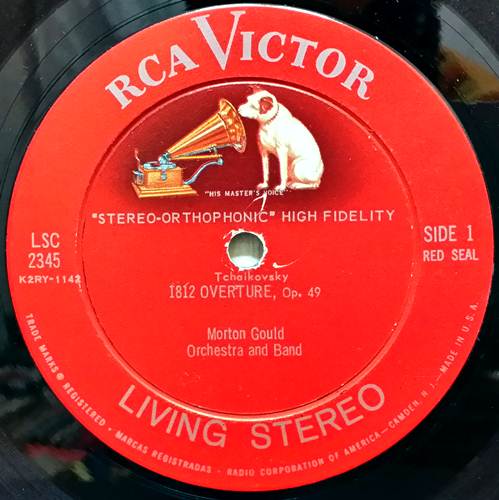 RCA VICTOR
"HIS MASTER'S VOICE"
"STEREO-ORTHOPHONIC" HIGH FIDELITY
LSC
2345
K2RY-1142
SIDE 1
RED SEAL
Tchaikovsky
1812 OVERTURE, Op. 49
Morton Gould
Orchestra and Band
LIVING STEREO
TRADE MARKS ® REGISTERED · MARCAS REGISTRADAS · RADIO CORPORATION OF AMERICA—CAMDEN, N. J.—MADE IN U.S.A.